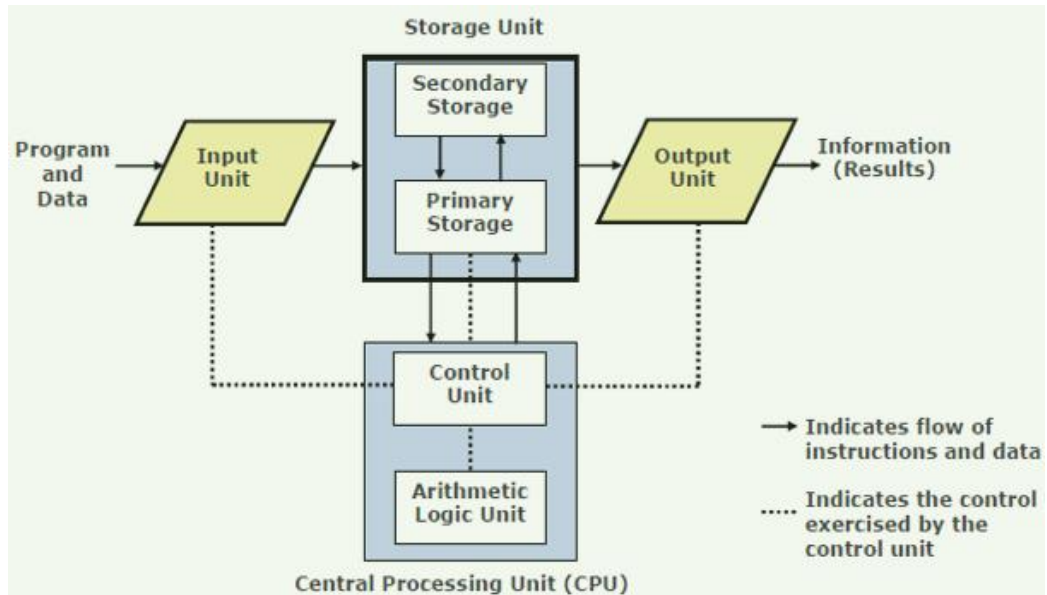 Storage Unit
Secondary
Storage
Program
and
Data
Input
Unit
Primary
Storage
Output
Unit
Information
(Results)
Control
Unit
Arithmetic
Logic Unit
Central Processing Unit (CPU)
Indicates flow of
instructions and data
Indicates the control
exercised by the
control unit